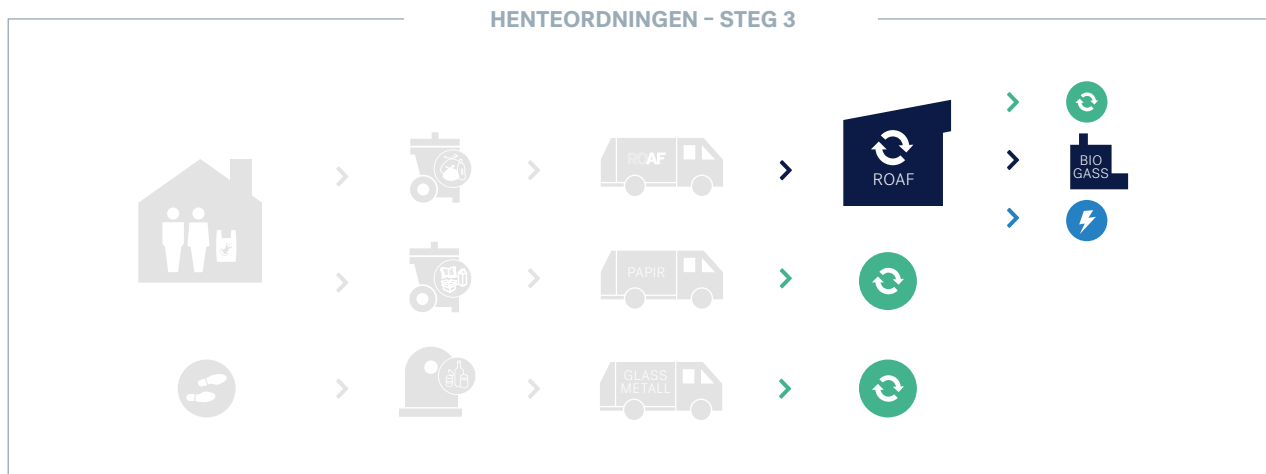 HENTEORDNINGEN – STEG 3
ROAF
ROAF
BIO
GASS
PAPIR
GLASS
METALL